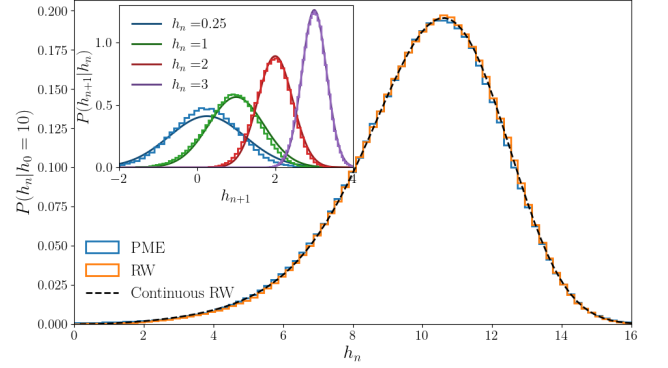 0.200
0.175
0.150
0.125
0.100
0.075
0.050
0.025
0.000
P(h_n|h_0 = 10)
0 2 4 6 8 10 12 14 16
h_n
PME
RW
Continuous RW
1.0
0.5
0.0
P(h_{n+1}|h_n)
−2 0 2 4
h_{n+1}
h_n =0.25
h_n =1
h_n =2
h_n =3